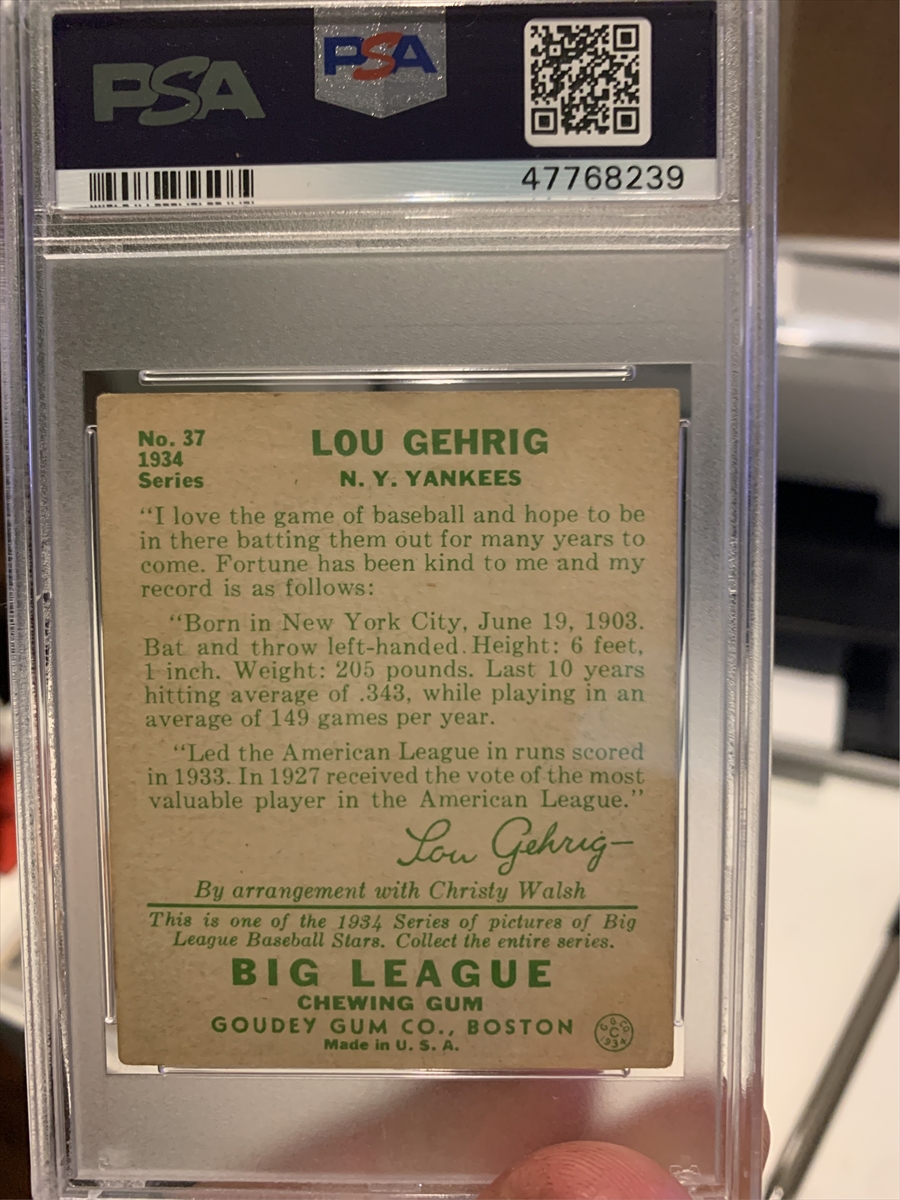 PSA PSA
47768239
No. 37 LOU GEHRIG
1934 N. Y. YANKEES
Series
“I love the game of baseball and hope to be
in there batting them out for many years to
come. Fortune has been kind to me and my
record is as follows:
“Born in New York City, June 19, 1903.
Bat and throw left-handed. Height: 6 feet,
1 inch. Weight: 205 pounds. Last 10 years
hitting average of .343, while playing in an
average of 149 games per year.
“Led the American League in runs scored
in 1933. In 1927 received the vote of the most
valuable player in the American League.”
Lou Gehrig
By arrangement with Christy Walsh
This is one of the 1934 Series of pictures of Big
League Baseball Stars. Collect the entire series.
BIG LEAGUE
CHEWING GUM
GOUDEY GUM CO., BOSTON
Made in U. S. A.
G. G. CO.
C
1934